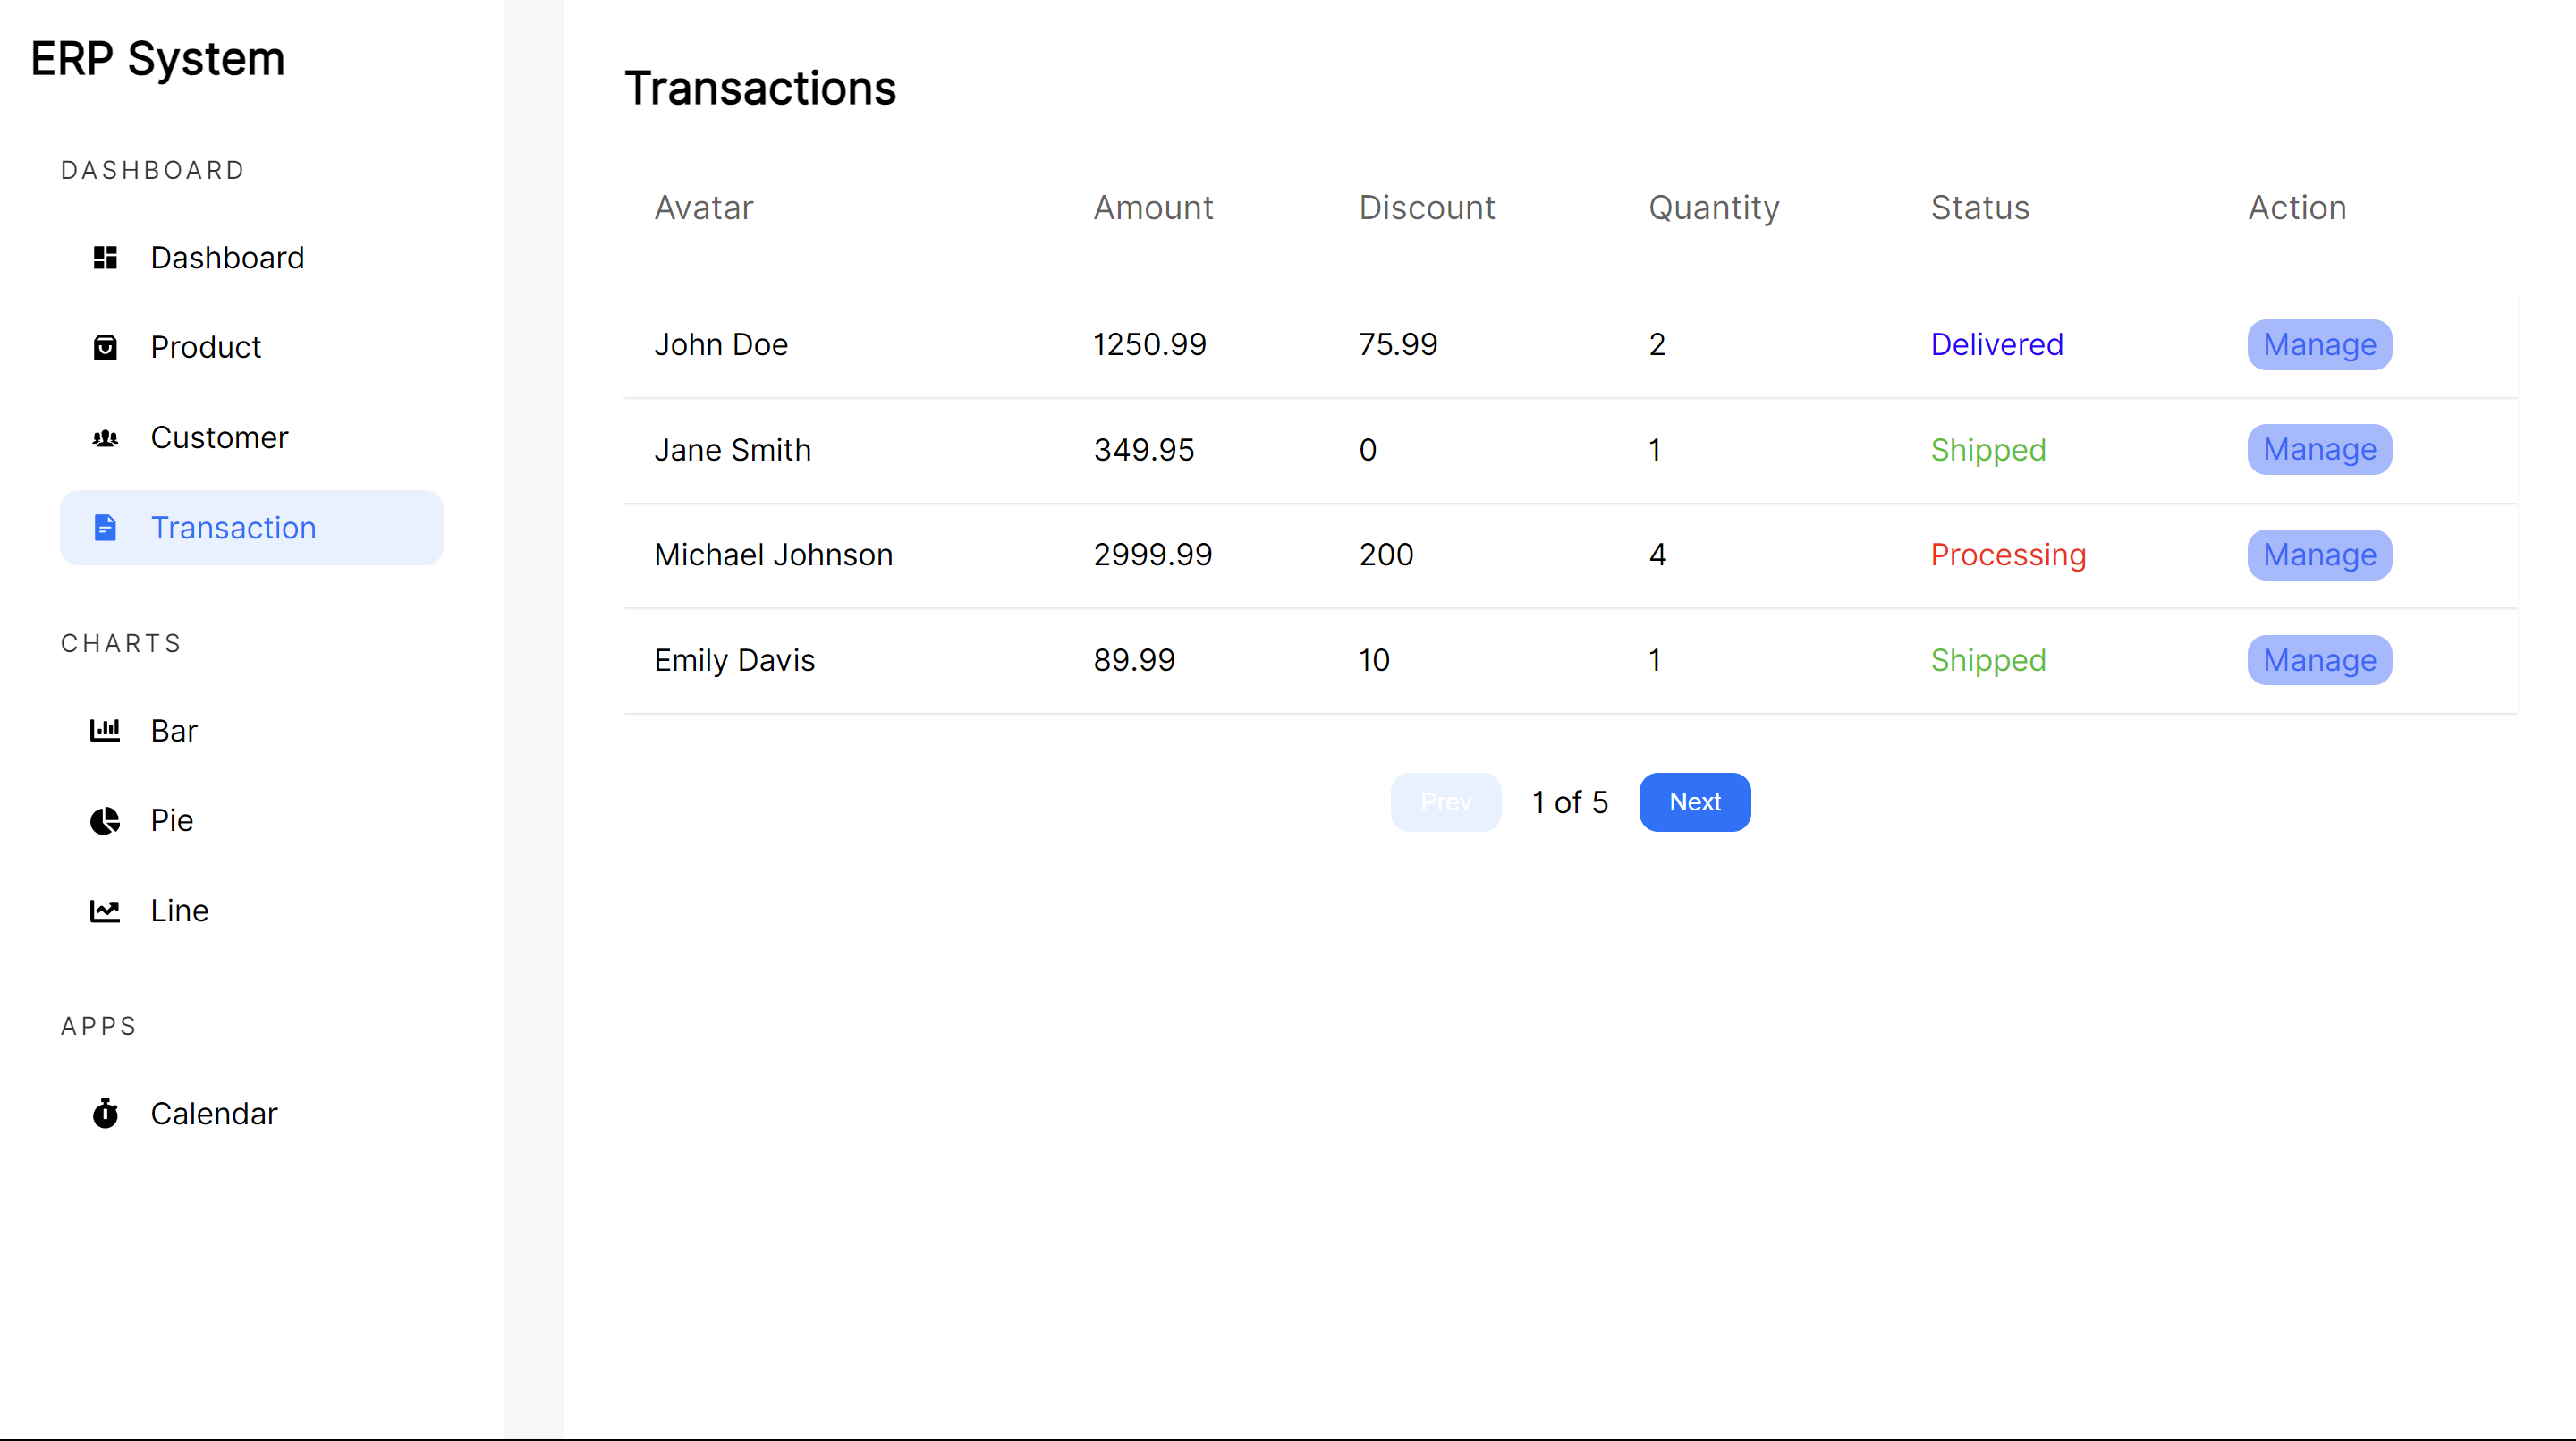 ERP System
DASHBOARD
Dashboard
Product
Customer
Transaction
CHARTS
Bar
Pie
Line
APPS
Calendar
Transactions
Avatar Amount Discount Quantity Status Action
John Doe 1250.99 75.99 2 Delivered Manage
Jane Smith 349.95 0 1 Shipped Manage
Michael Johnson 2999.99 200 4 Processing Manage
Emily Davis 89.99 10 1 Shipped Manage
Prev 1 of 5 Next